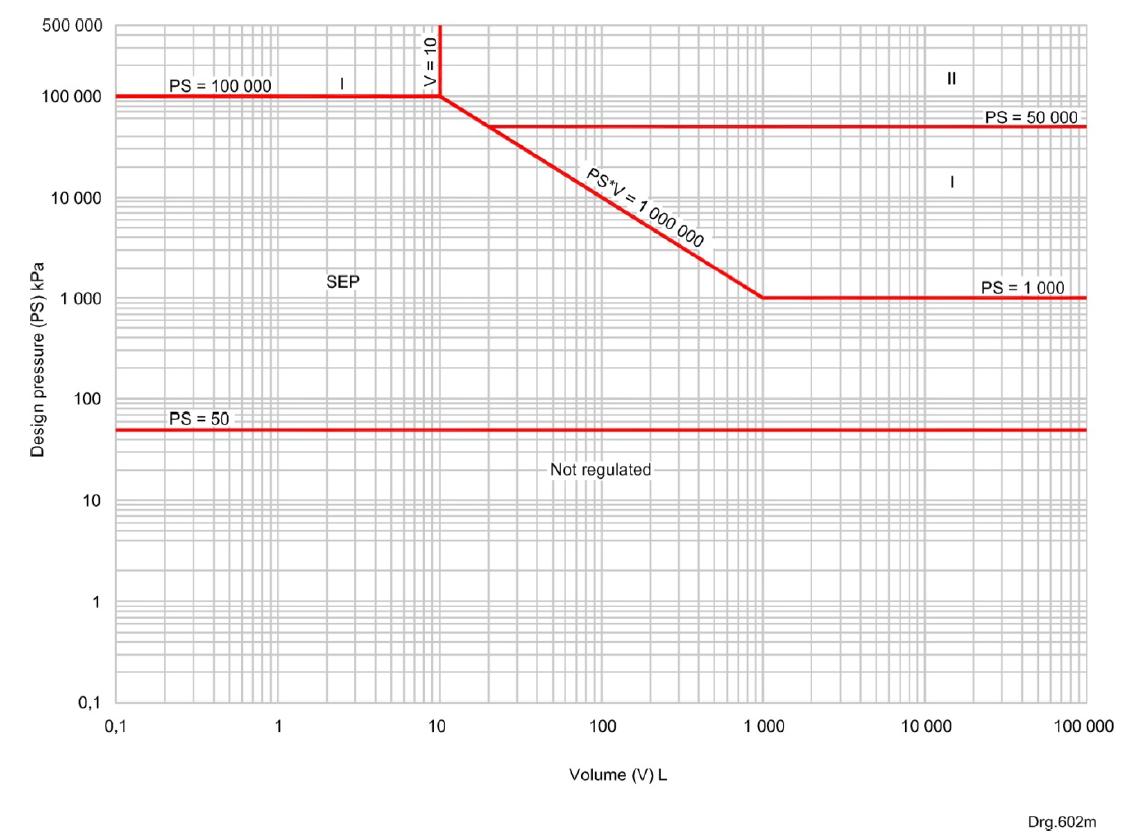 500 000
V = 10
PS = 100 000
I
II
100 000
PS = 50 000
PS*V = 1 000 000
I
10 000
SEP
PS = 1 000
1 000
Design pressure (PS) kPa
100
PS = 50
Not regulated
10
1
0,1
0,1 1 10 100 1 000 10 000 100 000
Volume (V) L
Drg.602m